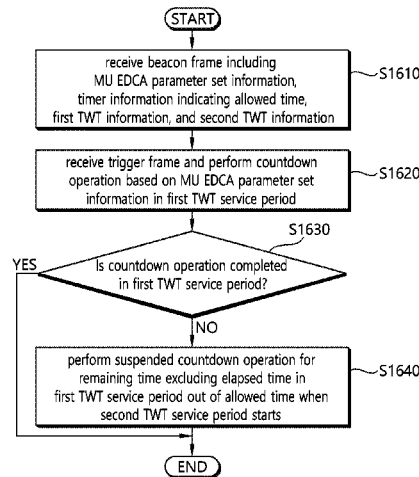 START
receive beacon frame including
MU EDCA parameter set information,
timer information indicating allowed time,
first TWT information, and second TWT information
S1610
receive trigger frame and perform countdown
operation based on MU EDCA parameter set
information in first TWT service period
S1620
S1630
YES
Is countdown operation completed
in first TWT service period?
NO
perform suspended countdown operation for
remaining time excluding elapsed time in
first TWT service period out of allowed time when
second TWT service period starts
S1640
END